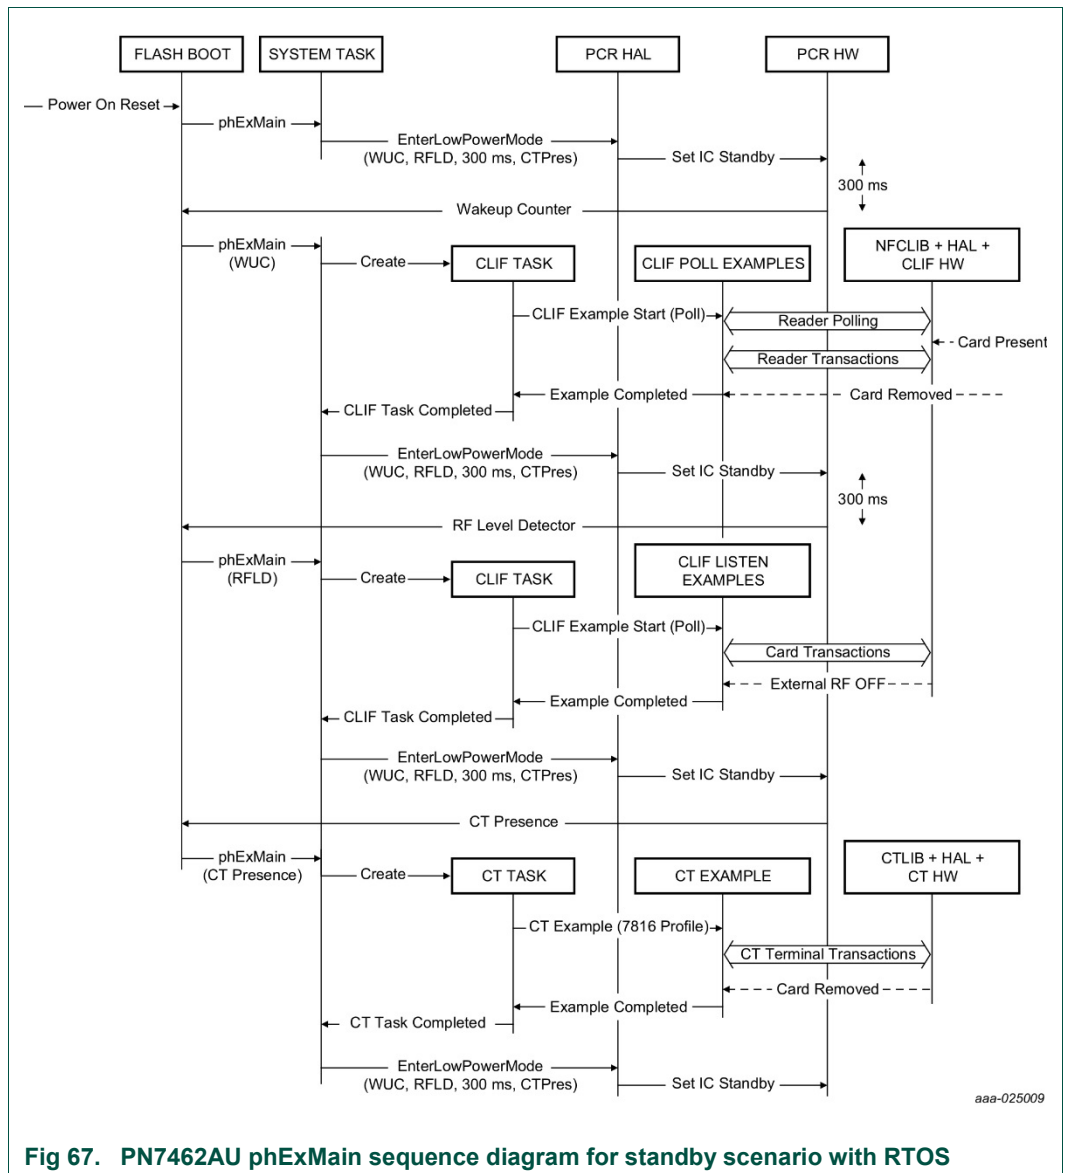 FLASH BOOT
SYSTEM TASK
PCR HAL
PCR HW
Power On Reset
phExMain
EnterLowPowerMode
(WUC, RFLD, 300 ms, CTPres)
Set IC Standby
300 ms
Wakeup Counter
phExMain
(WUC)
Create
CLIF TASK
CLIF POLL EXAMPLES
NFCLIB + HAL +
CLIF HW
CLIF Example Start (Poll)
Reader Polling
Card Present
Reader Transactions
Example Completed
Card Removed
CLIF Task Completed
EnterLowPowerMode
(WUC, RFLD, 300 ms, CTPres)
Set IC Standby
300 ms
RF Level Detector
phExMain
(RFLD)
Create
CLIF TASK
CLIF LISTEN
EXAMPLES
CLIF Example Start (Poll)
Card Transactions
External RF OFF
Example Completed
CLIF Task Completed
EnterLowPowerMode
(WUC, RFLD, 300 ms, CTPres)
Set IC Standby
CT Presence
phExMain
(CT Presence)
Create
CT TASK
CT EXAMPLE
CTLIB + HAL +
CT HW
CT Example (7816 Profile)
CT Terminal Transactions
Card Removed
Example Completed
CT Task Completed
EnterLowPowerMode
(WUC, RFLD, 300 ms, CTPres)
Set IC Standby
aaa-025009
Fig 67. PN7462AU phExMain sequence diagram for standby scenario with RTOS